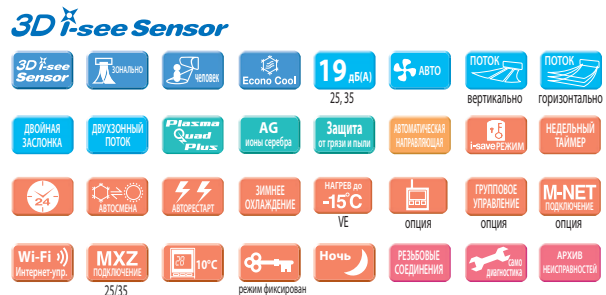 3D i-see Sensor
3D i-see
Sensor
ЗОНАЛЬНО
ЧЕЛОВЕК
Econo Cool
19 дБ(А)
25, 35
АВТО
ПОТОК
вертикально
ПОТОК
горизонтально
ДВОЙНАЯ
ЗАСЛОНКА
ДВУХЗОННЫЙ
ПОТОК
Plasma
Quad
Plus
AG
ионы серебра
Защита
от грязи и пыли
АВТОМАТИЧЕСКАЯ
НАПРАВЛЯЮЩАЯ
i-save РЕЖИМ
НЕДЕЛЬНЫЙ
ТАЙМЕР
24
АВТОСМЕНА
АВТОРЕСТАРТ
ЗИМНЕЕ
ОХЛАЖДЕНИЕ
НАГРЕВ до
-15°C
VE
опция
ГРУППОВОЕ
УПРАВЛЕНИЕ
опция
M-NET
ПОДКЛЮЧЕНИЕ
опция
Wi-Fi
Интернет-упр.
MXZ
ПОДКЛЮЧЕНИЕ
25/35
28
10°C
режим фиксирован
Ночь
РЕЗЬБОВЫЕ
СОЕДИНЕНИЯ
само
диагностика
АРХИВ
НЕИСПРАВНОСТЕЙ